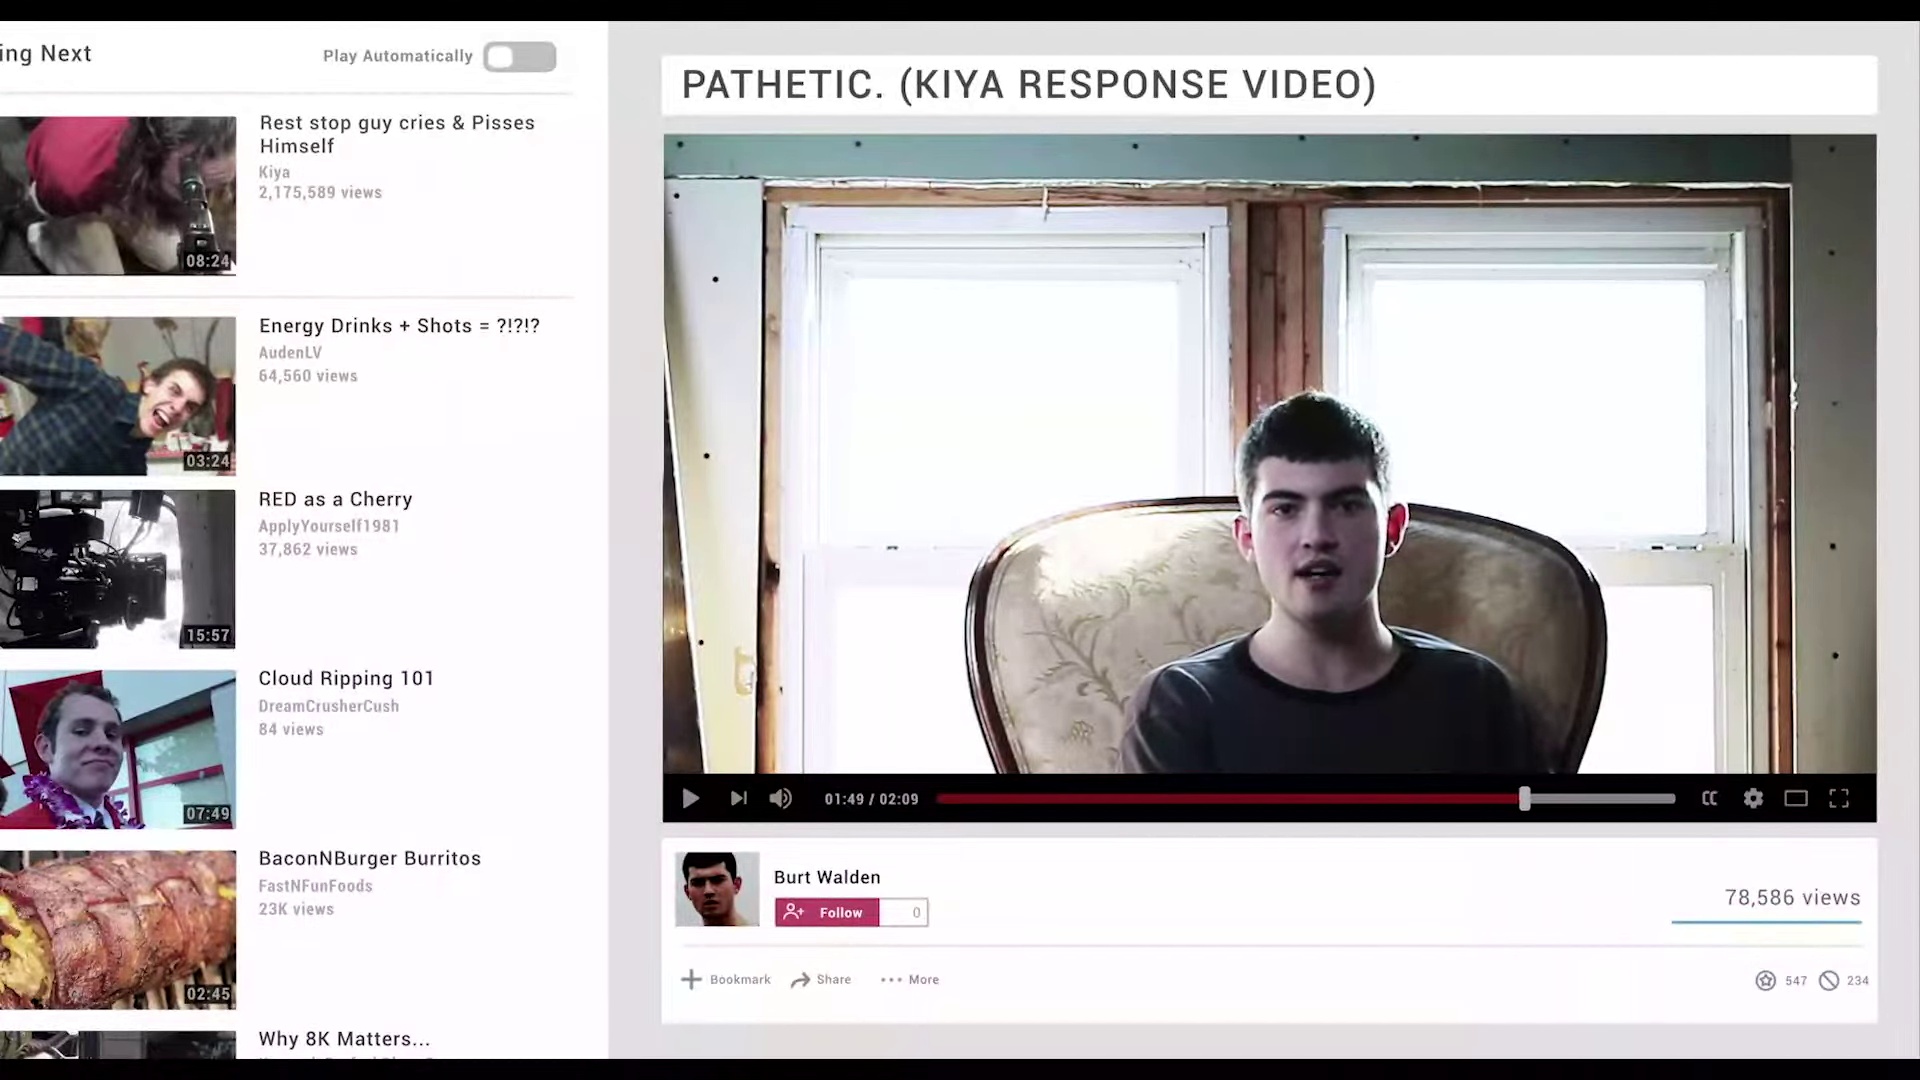 ing Next
Play Automatically
Rest stop guy cries & Pisses
Himself
Kiya
2,175,589 views
08:24
Energy Drinks + Shots = ?!?!?
AudenLV
64,560 views
03:24
RED as a Cherry
ApplyYourself1981
37,862 views
15:57
Cloud Ripping 101
DreamCrusherCush
84 views
07:49
BaconNBurger Burritos
FastNFunFoods
23K views
02:45
Why 8K Matters...
PATHETIC. (KIYA RESPONSE VIDEO)
01:49 / 02:09
CC
Burt Walden
Follow 0
78,586 views
Bookmark Share More
547 234